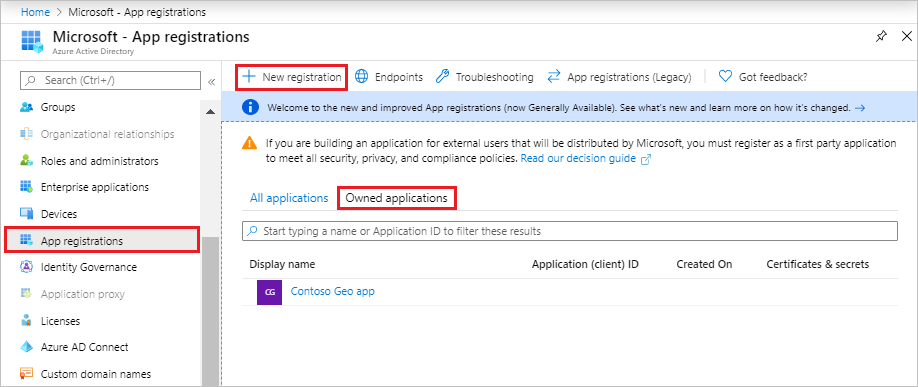 Home > Microsoft - App registrations
Microsoft - App registrations
Azure Active Directory
Search (Ctrl+/)
«
Groups
Organizational relationships
Roles and administrators
Enterprise applications
Devices
App registrations
Identity Governance
Application proxy
Licenses
Azure AD Connect
Custom domain names
New registration
Endpoints
Troubleshooting
App registrations (Legacy)
Got feedback?
Welcome to the new and improved App registrations (now Generally Available). See what's new and learn more on how it's changed. →
If you are building an application for external users that will be distributed by Microsoft, you must register as a first party application
to meet all security, privacy, and compliance policies. Read our decision guide
All applications
Owned applications
Start typing a name or Application ID to filter these results
Display name
Application (client) ID
Created On
Certificates & secrets
CG
Contoso Geo app